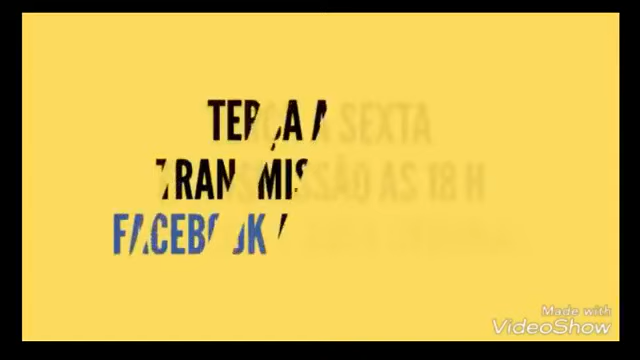 TERÇA A SEXTA
TRANSMISSÃO AS 18 H
FACEBOOK
Made with
VideoShow